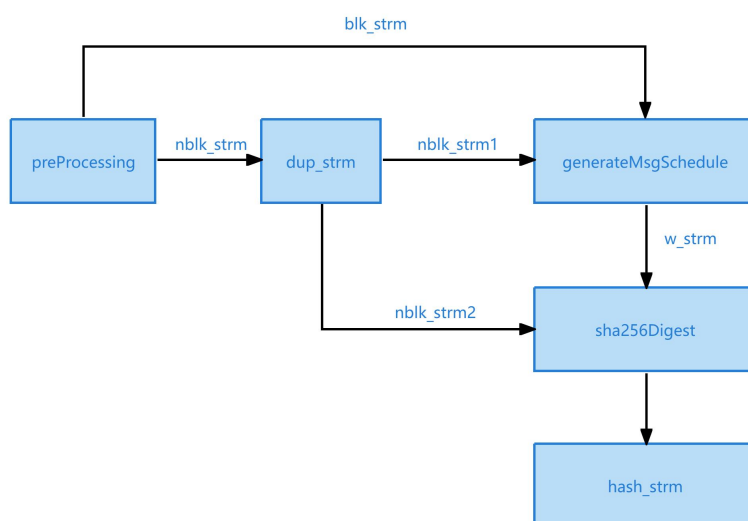 blk_strm
preProcessing
nblk_strm
dup_strm
nblk_strm1
generateMsgSchedule
w_strm
nblk_strm2
sha256Digest
hash_strm